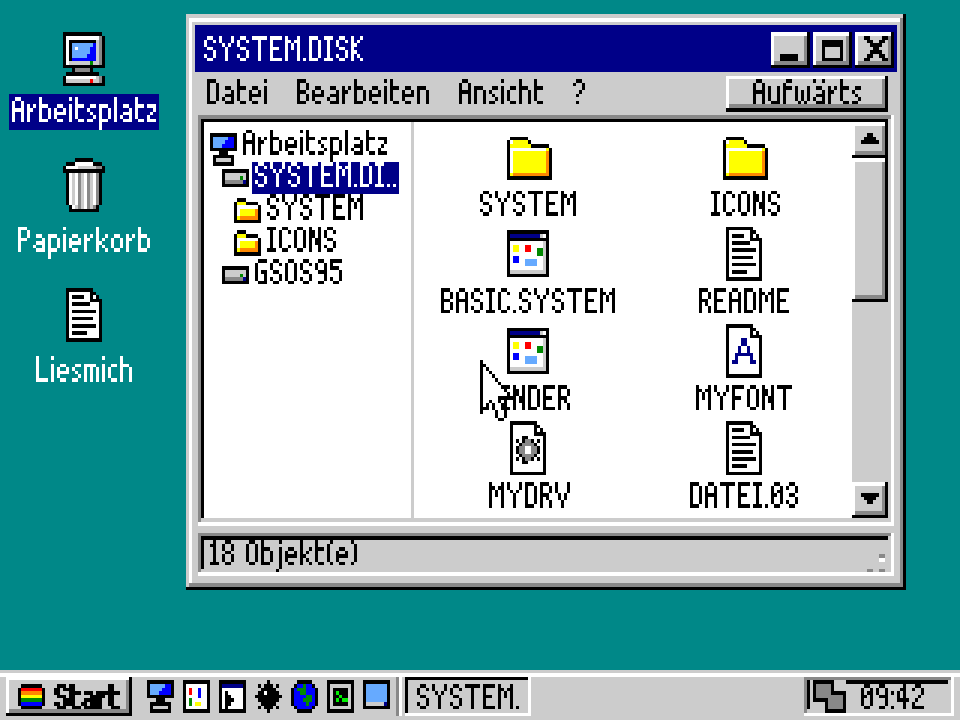 SYSTEM.DISK
Datei Bearbeiten Ansicht ? Aufwärts
Arbeitsplatz
Papierkorb
Liesmich
Arbeitsplatz
SYSTEM.DI..
SYSTEM
ICONS
GSOS95
SYSTEM ICONS
BASIC.SYSTEM README
MYFONT
MYDRV DATEI.03
18 Objekt(e)
Start SYSTEM. 09:42